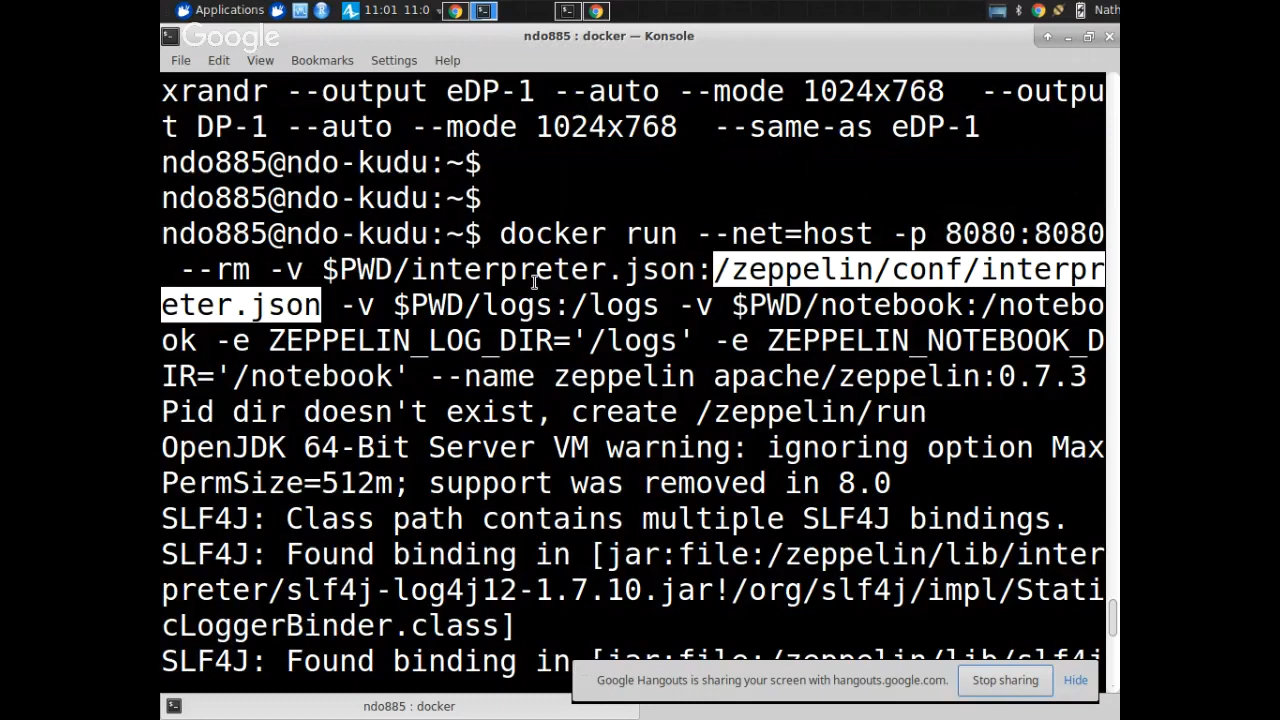 Applications 11:01 11:0 Nath
Google
ndo885 : docker — Konsole
File Edit View Bookmarks Settings Help
xrandr --output eDP-1 --auto --mode 1024x768  --outpu
t DP-1 --auto --mode 1024x768  --same-as eDP-1
ndo885@ndo-kudu:~$
ndo885@ndo-kudu:~$
ndo885@ndo-kudu:~$ docker run --net=host -p 8080:8080
 --rm -v $PWD/interpreter.json:/zeppelin/conf/interpr
eter.json -v $PWD/logs:/logs -v $PWD/notebook:/notebo
ok -e ZEPPELIN_LOG_DIR='/logs' -e ZEPPELIN_NOTEBOOK_D
IR='/notebook' --name zeppelin apache/zeppelin:0.7.3
Pid dir doesn't exist, create /zeppelin/run
OpenJDK 64-Bit Server VM warning: ignoring option Max
PermSize=512m; support was removed in 8.0
SLF4J: Class path contains multiple SLF4J bindings.
SLF4J: Found binding in [jar:file:/zeppelin/lib/inter
preter/slf4j-log4j12-1.7.10.jar!/org/slf4j/impl/Stati
cLoggerBinder.class]
SLF4J: Found binding in [jar:file:/zeppelin/lib/slf4j
Google Hangouts is sharing your screen with hangouts.google.com. Stop sharing Hide
ndo885 : docker